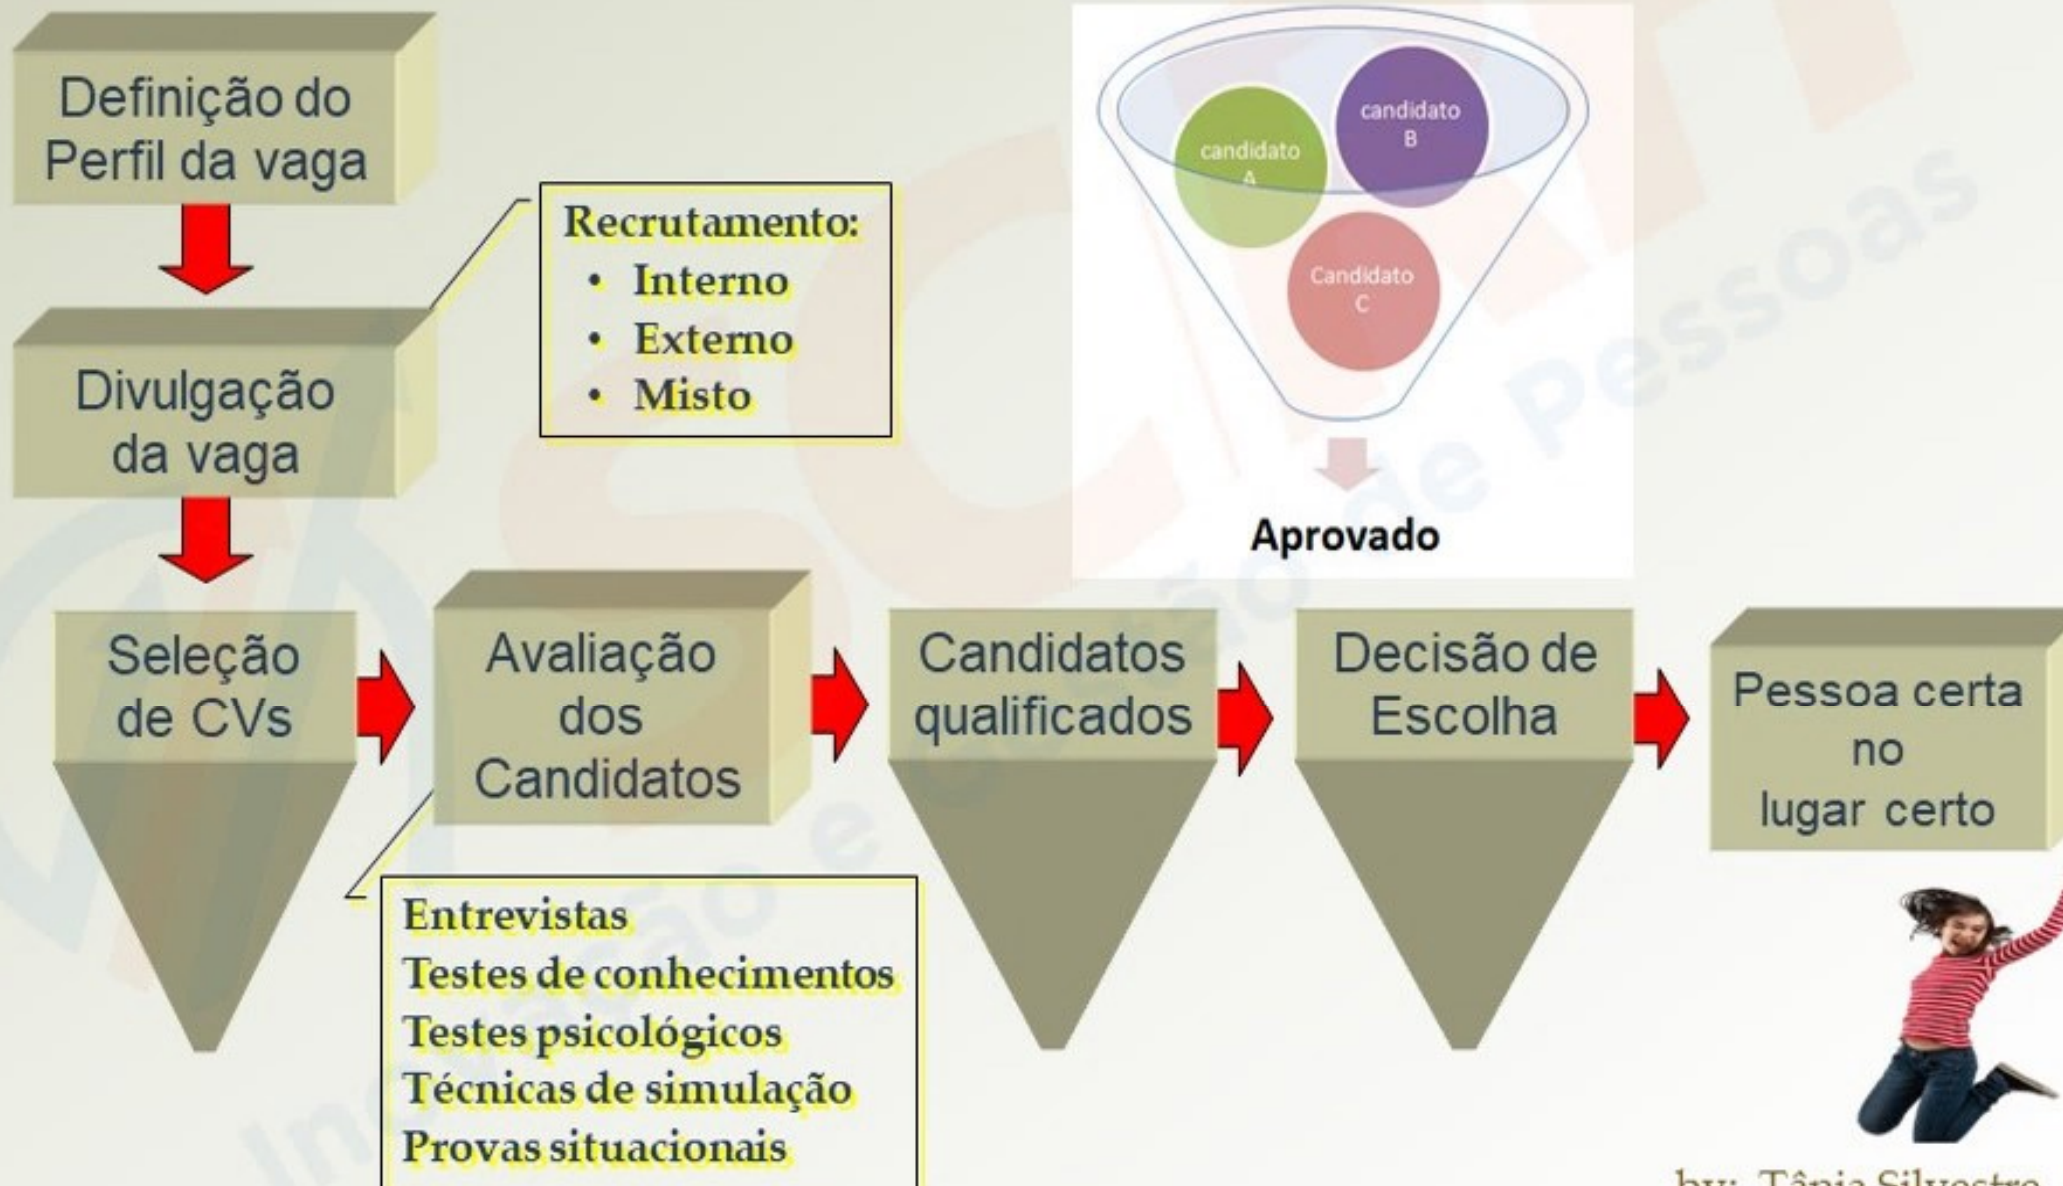 Definição do
Perfil da vaga
Recrutamento:
• Interno
• Externo
• Misto
candidato
A
candidato
B
Candidato
C
Aprovado
Divulgação
da vaga
Seleção
de CVs
Avaliação
dos
Candidatos
Candidatos
qualificados
Decisão de
Escolha
Pessoa certa
no
lugar certo
Entrevistas
Testes de conhecimentos
Testes psicológicos
Técnicas de simulação
Provas situacionais
by: Tânia Silvestre
de Pessoas